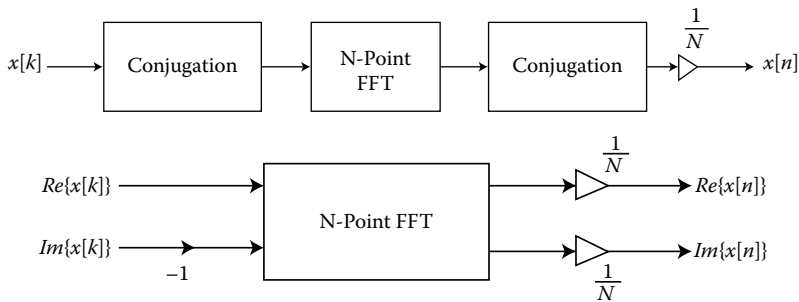 1
N
x[k] Conjugation N-Point FFT Conjugation x[n]
1
N
Re{x[k]} Re{x[n]}
N-Point FFT
Im{x[k]} Im{x[n]}
–1
1
N